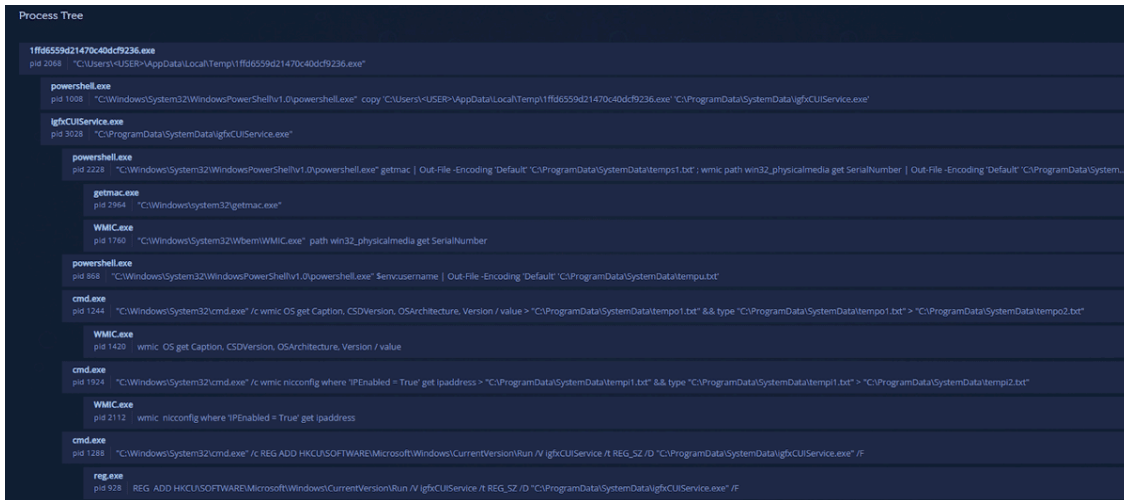 Process Tree
1ffd6559d21470c40dcf9236.exe
pid 2068 "C:\Users\<USER>\AppData\Local\Temp\1ffd6559d21470c40dcf9236.exe"
powershell.exe
pid 1008 "C:\Windows\System32\WindowsPowerShell\v1.0\powershell.exe" copy 'C:\Users\<USER>\AppData\Local\Temp\1ffd6559d21470c40dcf9236.exe' 'C:\ProgramData\SystemData\igfxCUIService.exe'
igfxCUIService.exe
pid 3028 "C:\ProgramData\SystemData\igfxCUIService.exe"
powershell.exe
pid 2228 "C:\Windows\System32\WindowsPowerShell\v1.0\powershell.exe" getmac | Out-File -Encoding 'Default' 'C:\ProgramData\SystemData\temps1.txt' ; wmic path win32_physicalmedia get SerialNumber | Out-File -Encoding 'Default' 'C:\ProgramData\System...
getmac.exe
pid 2964 "C:\Windows\system32\getmac.exe"
WMIC.exe
pid 1760 "C:\Windows\System32\Wbem\WMIC.exe" path win32_physicalmedia get SerialNumber
powershell.exe
pid 868 "C:\Windows\System32\WindowsPowerShell\v1.0\powershell.exe" $env:username | Out-File -Encoding 'Default' 'C:\ProgramData\SystemData\tempu.txt'
cmd.exe
pid 1244 "C:\Windows\System32\cmd.exe" /c wmic OS get Caption, CSDVersion, OSArchitecture, Version / value > "C:\ProgramData\SystemData\tempo1.txt" && type "C:\ProgramData\SystemData\tempo1.txt" > "C:\ProgramData\SystemData\tempo2.txt"
WMIC.exe
pid 1420 wmic OS get Caption, CSDVersion, OSArchitecture, Version / value
cmd.exe
pid 1924 "C:\Windows\System32\cmd.exe" /c wmic nicconfig where 'IPEnabled = True' get ipaddress > "C:\ProgramData\SystemData\tempi1.txt" && type "C:\ProgramData\SystemData\tempi1.txt" > "C:\ProgramData\SystemData\tempi2.txt"
WMIC.exe
pid 2112 wmic nicconfig where 'IPEnabled = True' get ipaddress
cmd.exe
pid 1288 "C:\Windows\System32\cmd.exe" /c REG ADD HKCU\SOFTWARE\Microsoft\Windows\CurrentVersion\Run /V igfxCUIService /t REG_SZ /D "C:\ProgramData\SystemData\igfxCUIService.exe" /F
reg.exe
pid 928 REG ADD HKCU\SOFTWARE\Microsoft\Windows\CurrentVersion\Run /V igfxCUIService /t REG_SZ /D "C:\ProgramData\SystemData\igfxCUIService.exe" /F